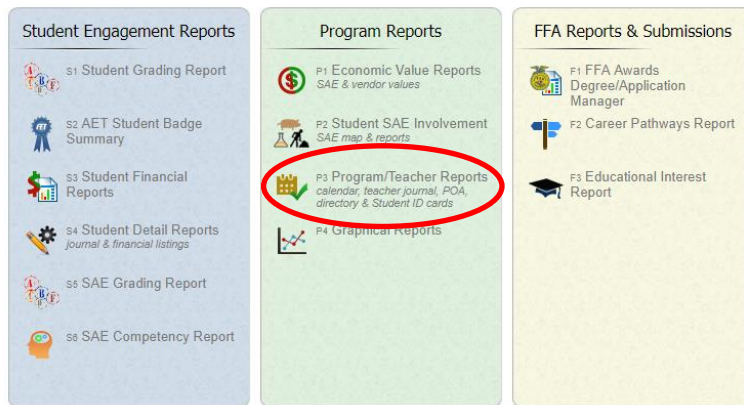 Student Engagement Reports
S1 Student Grading Report
S2 AET Student Badge
Summary
S3 Student Financial
Reports
S4 Student Detail Reports
journal & financial listings
S5 SAE Grading Report
S6 SAE Competency Report
Program Reports
P1 Economic Value Reports
SAE & vendor values
P2 Student SAE Involvement
SAE map & reports
P3 Program/Teacher Reports
calendar, teacher journal, POA,
directory & Student ID cards
P4 Graphical Reports
FFA Reports & Submissions
F1 FFA Awards
Degree/Application
Manager
F2 Career Pathways Report
F3 Educational Interest
Report